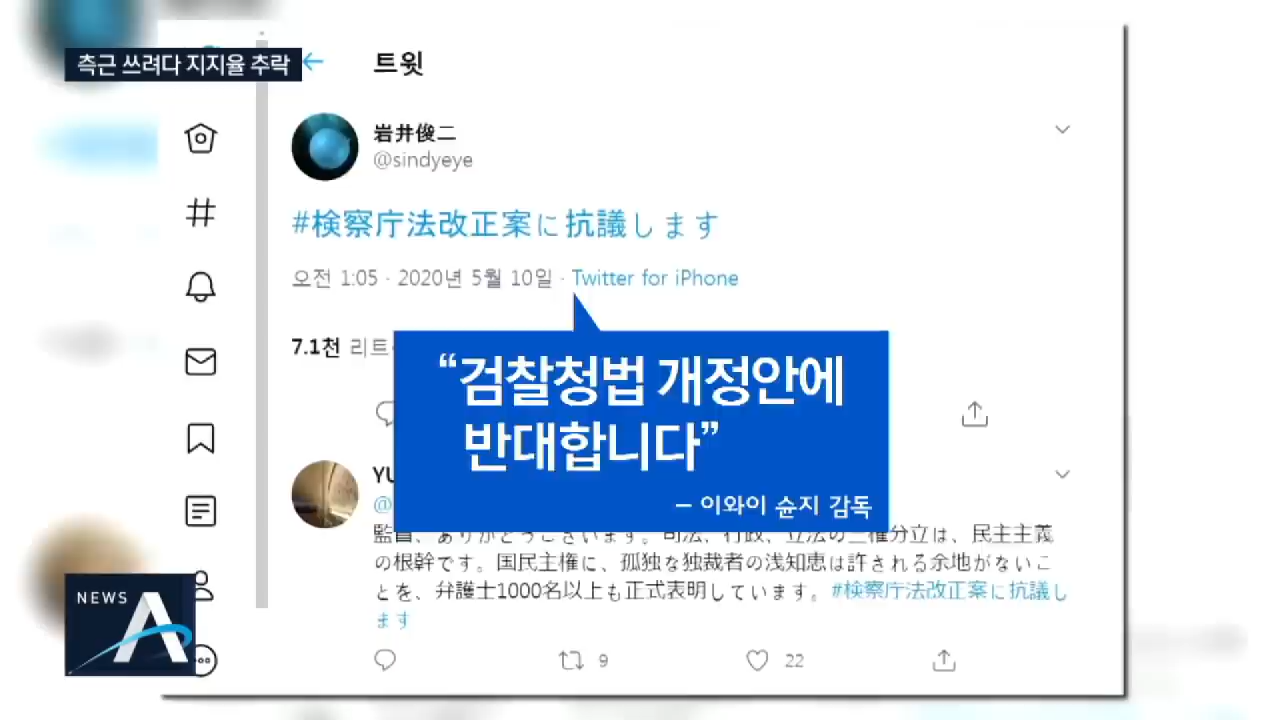 측근 쓰려다 지지율 추락
트윗
岩井俊二
@sindyeye
#検察庁法改正案に抗議します
오전 1:05 · 2020년 5월 10일 · Twitter for iPhone
7.1천 리트
“검찰청법 개정안에
반대합니다”
– 이와이 슌지 감독
YU
@
監督、ありがとうございます。司法、行政、立法の三権分立は、民主主義
の根幹です。国民主権に、孤独な独裁者の浅知恵は許される余地がないこ
とを、弁護士1000名以上も正式表明しています。#検察庁法改正案に抗議し
ます
9 22
NEWS A